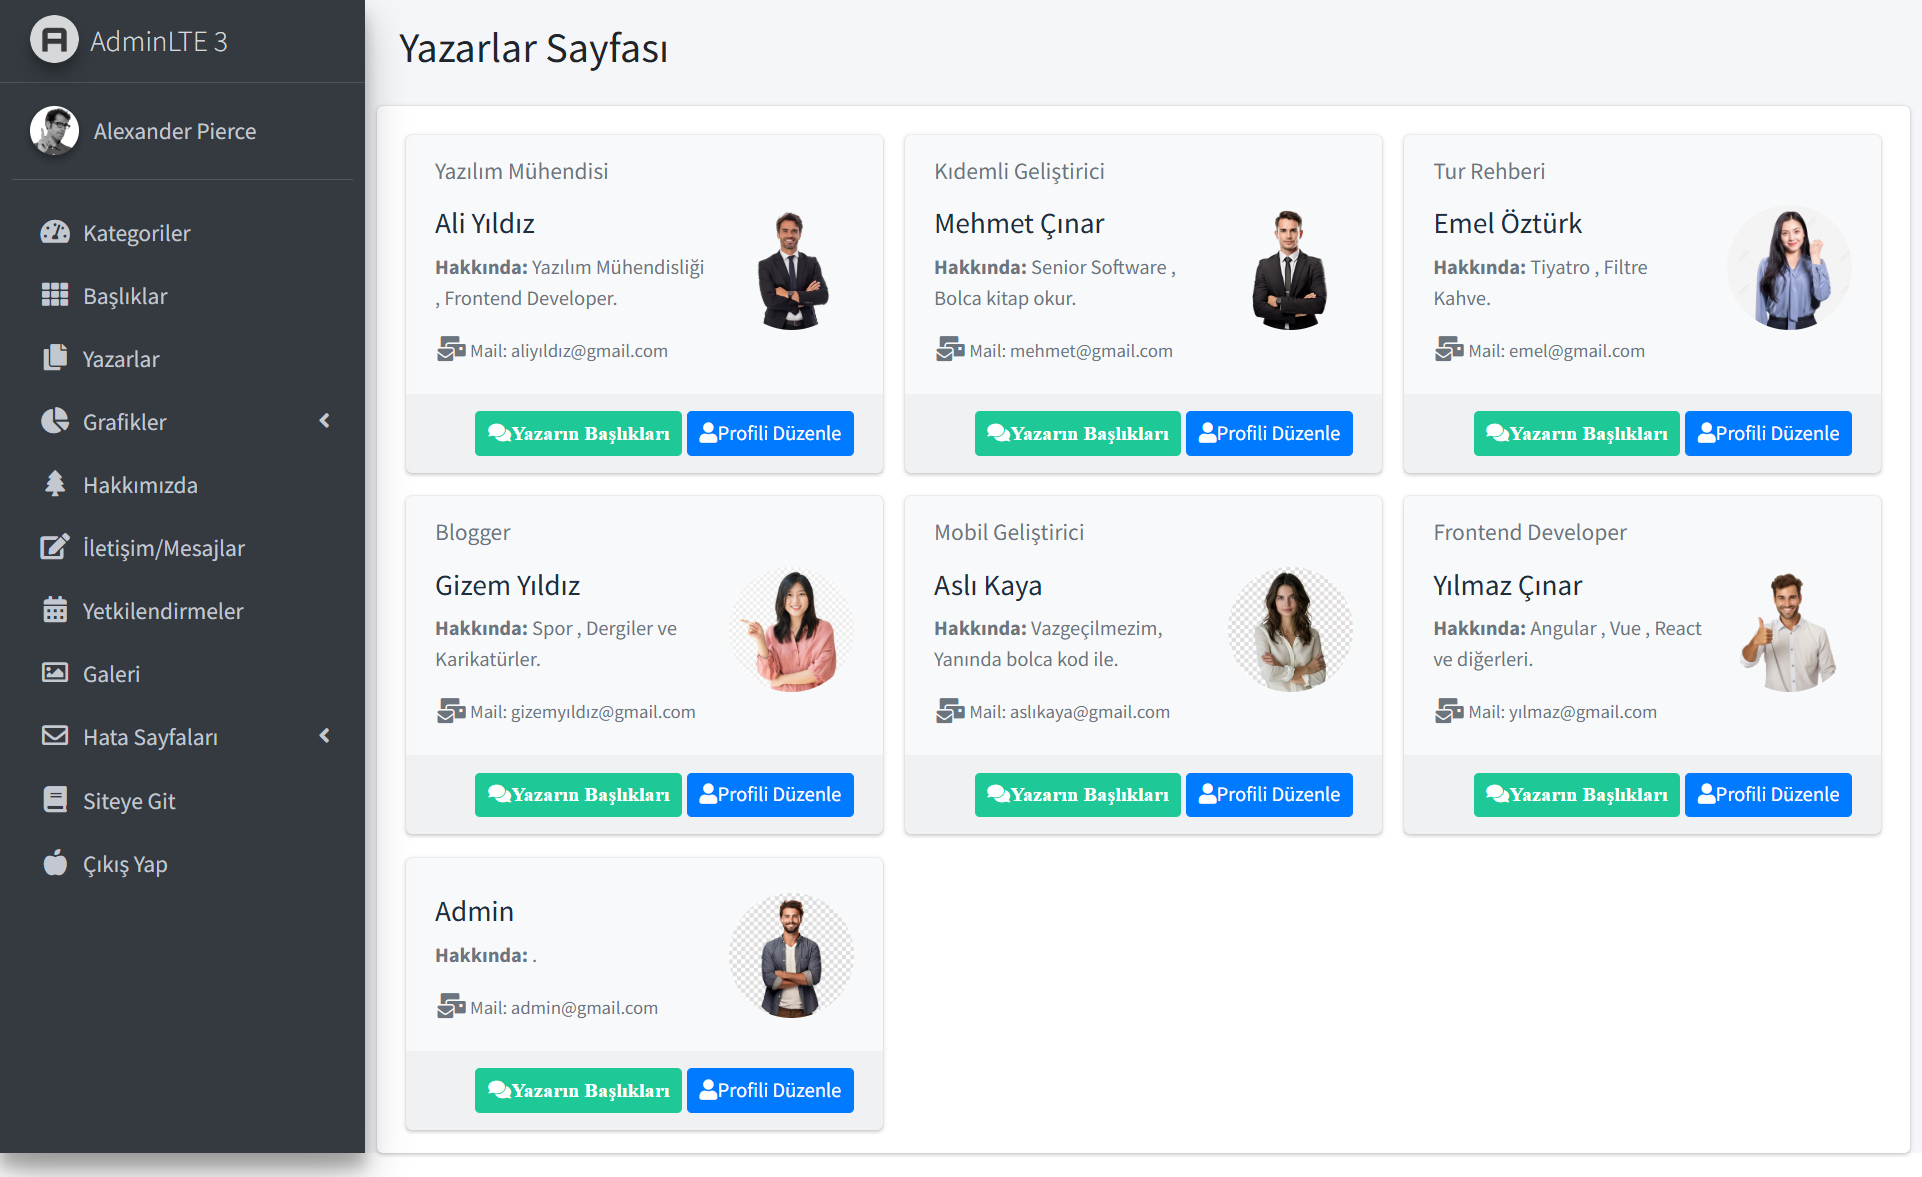 AdminLTE 3
Alexander Pierce
Kategoriler
Başlıklar
Yazarlar
Grafikler
Hakkımızda
İletişim/Mesajlar
Yetkilendirmeler
Galeri
Hata Sayfaları
Siteye Git
Çıkış Yap
Yazarlar Sayfası
Yazılım Mühendisi
Ali Yıldız
Hakkında: Yazılım Mühendisliği
, Frontend Developer.
Mail: aliyıldız@gmail.com
Yazarın Başlıkları Profili Düzenle
Kıdemli Geliştirici
Mehmet Çınar
Hakkında: Senior Software ,
Bolca kitap okur.
Mail: mehmet@gmail.com
Yazarın Başlıkları Profili Düzenle
Tur Rehberi
Emel Öztürk
Hakkında: Tiyatro , Filtre
Kahve.
Mail: emel@gmail.com
Yazarın Başlıkları Profili Düzenle
Blogger
Gizem Yıldız
Hakkında: Spor , Dergiler ve
Karikatürler.
Mail: gizemyıldız@gmail.com
Yazarın Başlıkları Profili Düzenle
Mobil Geliştirici
Aslı Kaya
Hakkında: Vazgeçilmezim,
Yanında bolca kod ile.
Mail: aslıkaya@gmail.com
Yazarın Başlıkları Profili Düzenle
Frontend Developer
Yılmaz Çınar
Hakkında: Angular , Vue , React
ve diğerleri.
Mail: yılmaz@gmail.com
Yazarın Başlıkları Profili Düzenle
Admin
Hakkında: .
Mail: admin@gmail.com
Yazarın Başlıkları Profili Düzenle